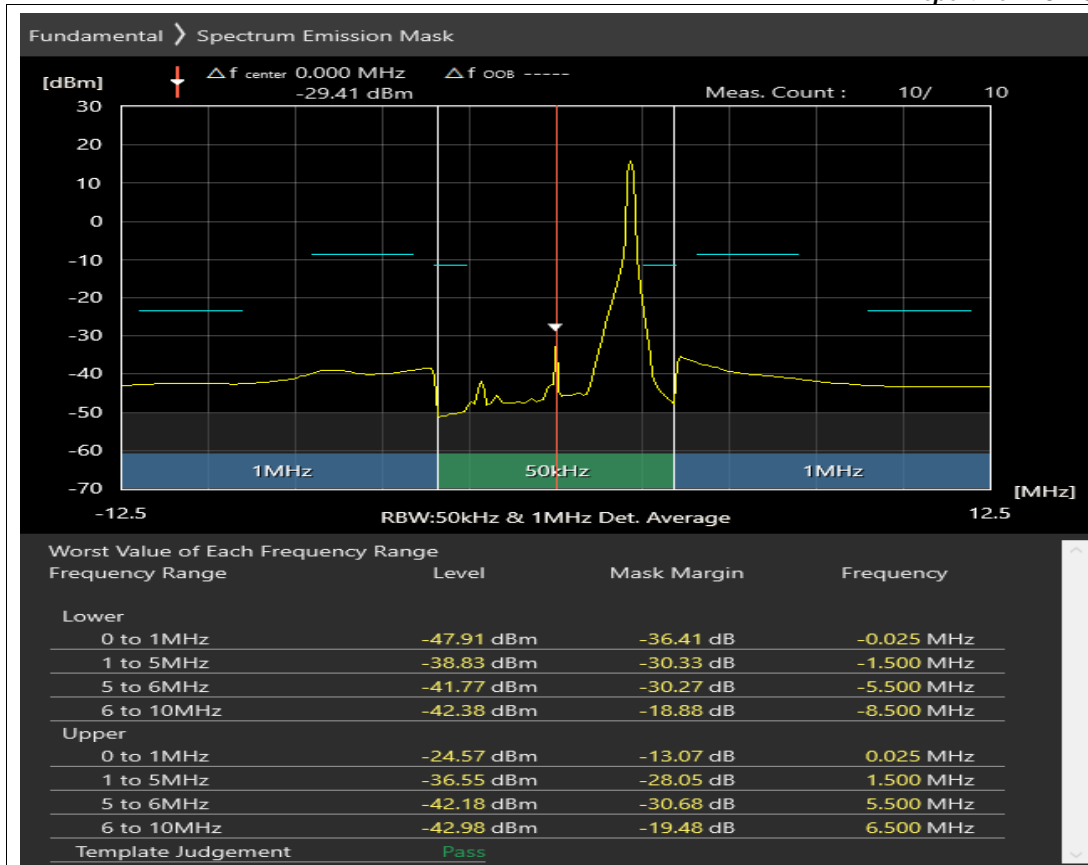 Fundamental 〉 Spectrum Emission Mask
[dBm] △f center 0.000 MHz △f OOB -----
-29.41 dBm Meas. Count : 10/ 10
30
20
10
0
-10
-20
-30
-40
-50
-60
1MHz 50kHz 1MHz
-70
[MHz]
-12.5 RBW:50kHz & 1MHz Det. Average 12.5
Worst Value of Each Frequency Range
Frequency Range Level Mask Margin Frequency
Lower
0 to 1MHz -47.91 dBm -36.41 dB -0.025 MHz
1 to 5MHz -38.83 dBm -30.33 dB -1.500 MHz
5 to 6MHz -41.77 dBm -30.27 dB -5.500 MHz
6 to 10MHz -42.38 dBm -18.88 dB -8.500 MHz
Upper
0 to 1MHz -24.57 dBm -13.07 dB 0.025 MHz
1 to 5MHz -36.55 dBm -28.05 dB 1.500 MHz
5 to 6MHz -42.18 dBm -30.68 dB 5.500 MHz
6 to 10MHz -42.98 dBm -19.48 dB 6.500 MHz
Template Judgement Pass